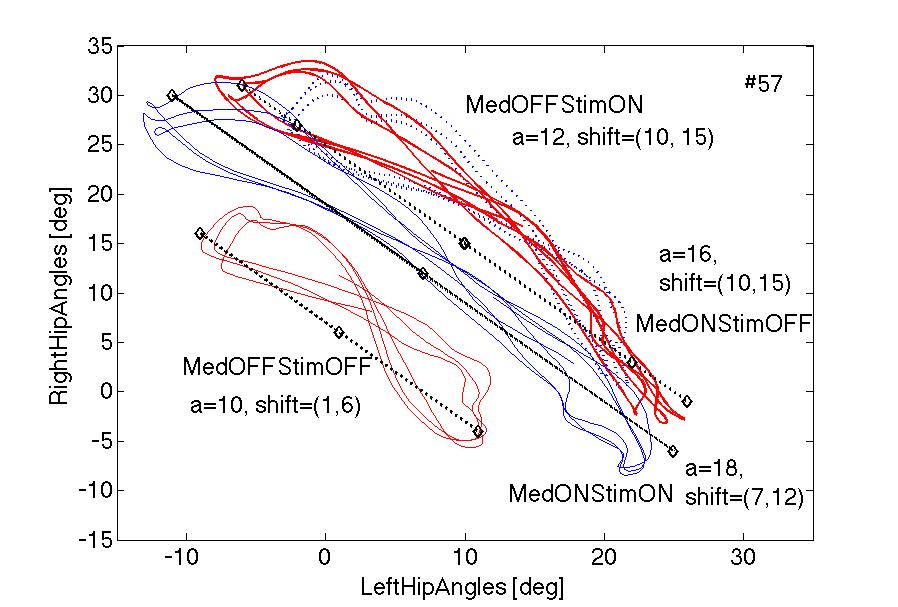 35
30
25
20
15
10
5
0
-5
-10
-15
-10
0
10
20
30
RightHipAngles [deg]
LeftHipAngles [deg]
#57
MedOFFStimON
a=12, shift=(10, 15)
a=16,
shift=(10,15)
MedONStimOFF
MedOFFStimOFF
a=10, shift=(1,6)
MedONStimON
a=18,
shift=(7,12)